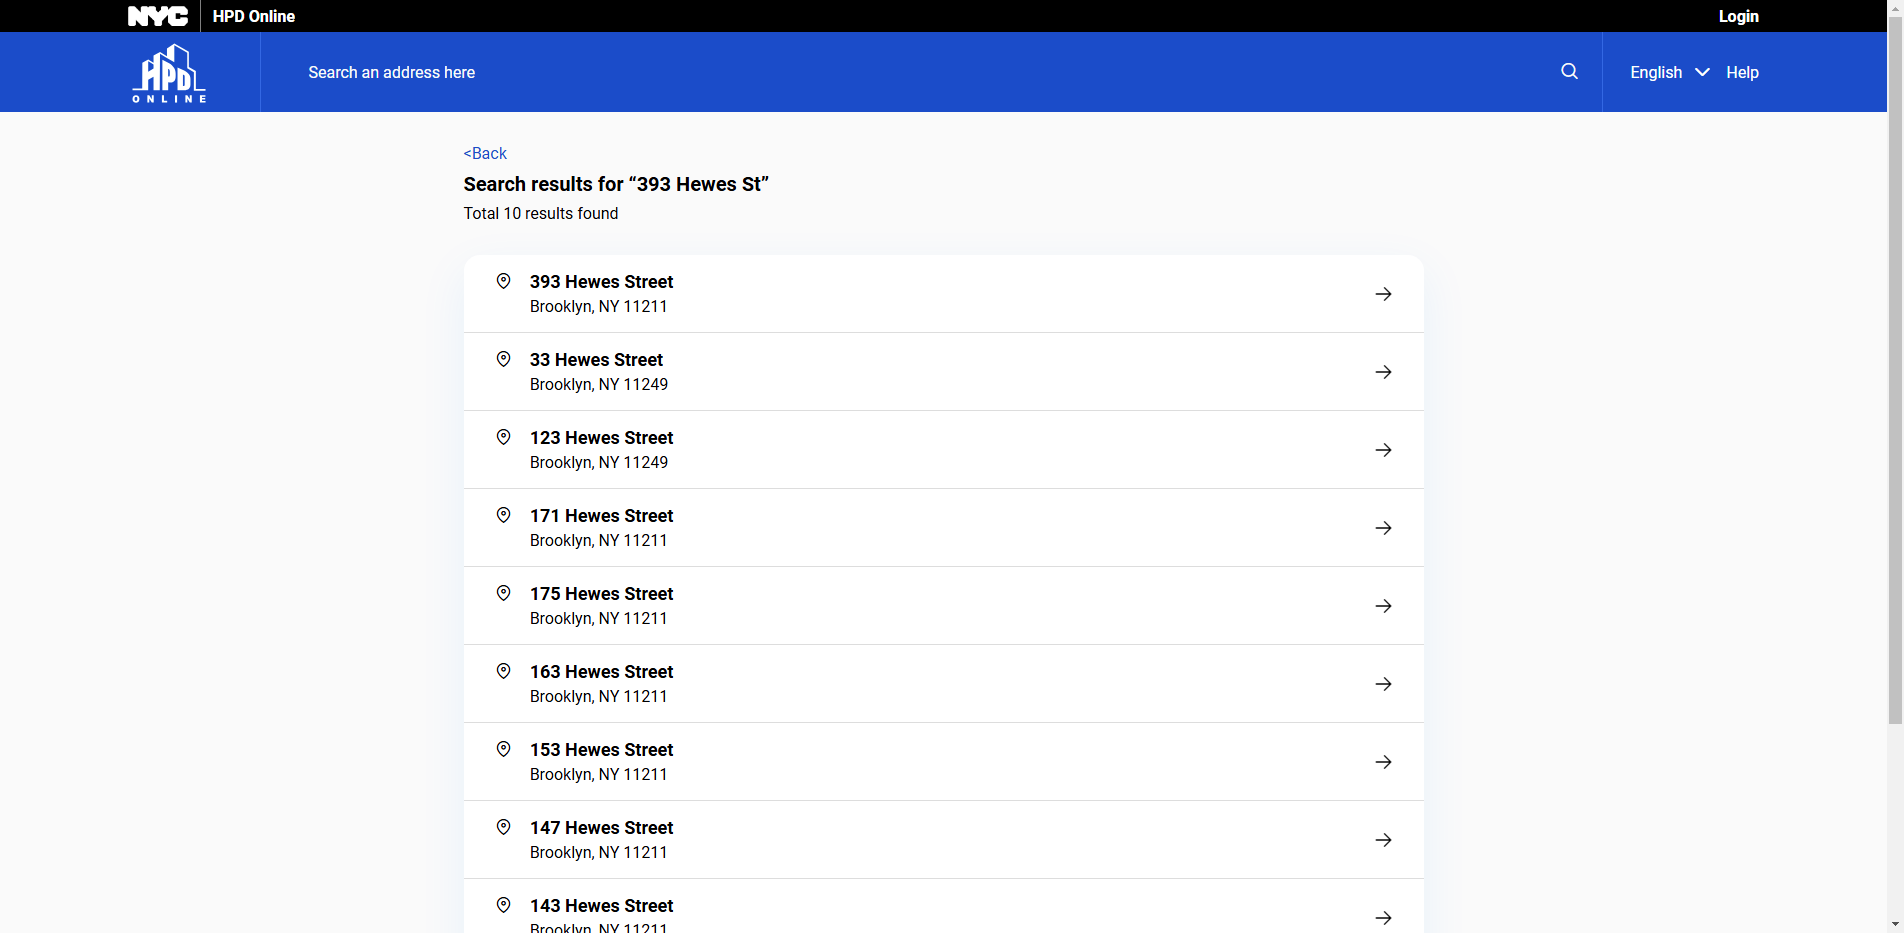 NYC HPD Online Login
HPD
ONLINE
Search an address here
English Help
<Back
Search results for “393 Hewes St”
Total 10 results found
393 Hewes Street
Brooklyn, NY 11211
33 Hewes Street
Brooklyn, NY 11249
123 Hewes Street
Brooklyn, NY 11249
171 Hewes Street
Brooklyn, NY 11211
175 Hewes Street
Brooklyn, NY 11211
163 Hewes Street
Brooklyn, NY 11211
153 Hewes Street
Brooklyn, NY 11211
147 Hewes Street
Brooklyn, NY 11211
143 Hewes Street
Brooklyn, NY 11211